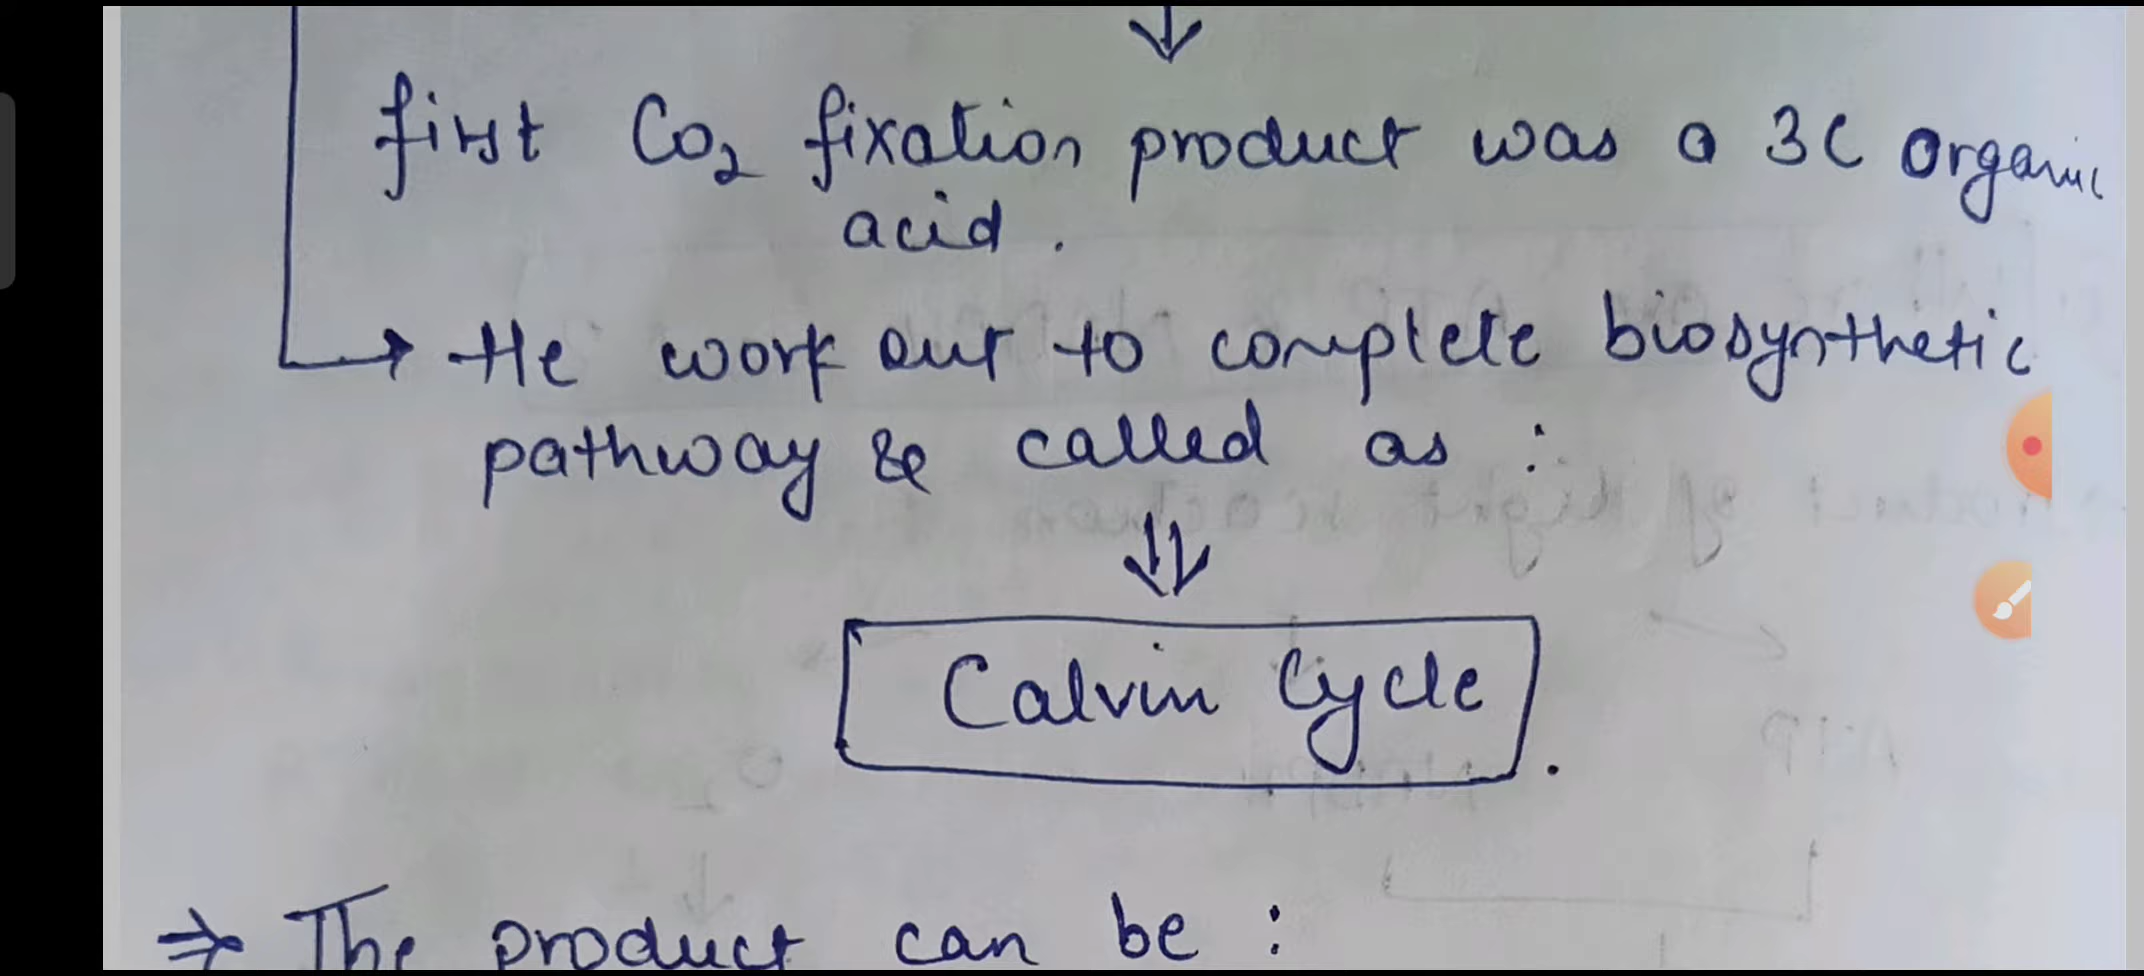 first Co2 fixation product was a 3C organic
acid.
He work out to complete biosynthetic
pathway & called as :
Calvin Cycle.
⇒ The product can be :